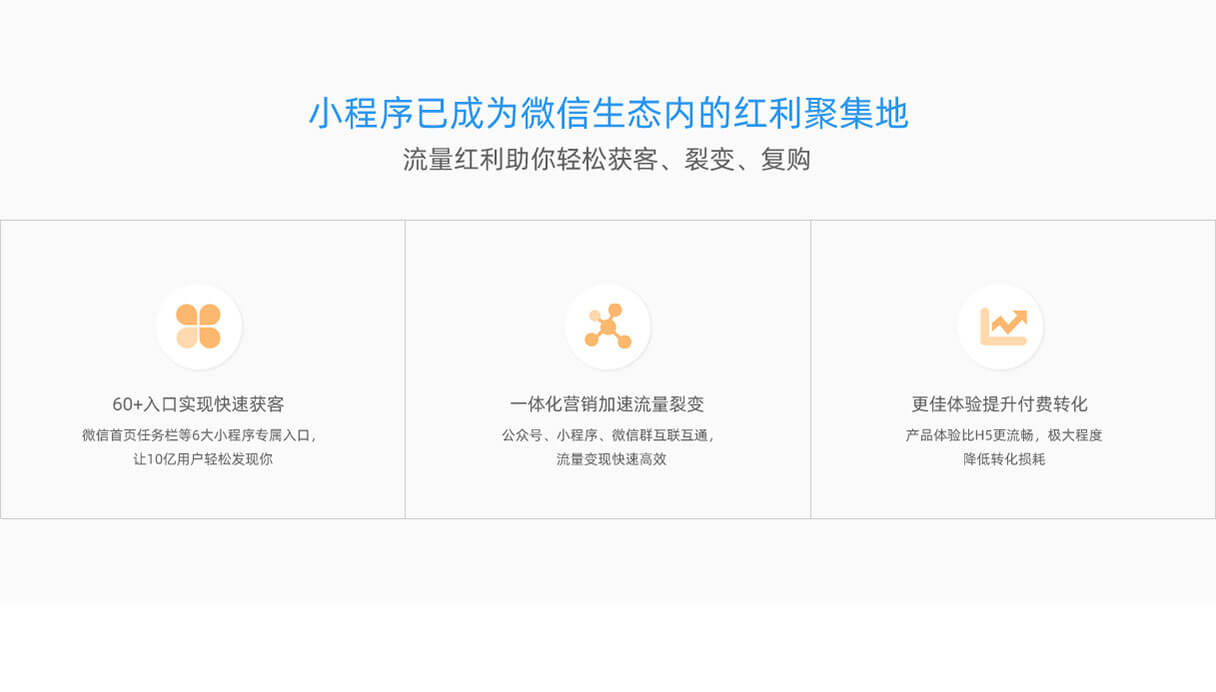 小程序已成为微信生态内的红利聚集地
流量红利助你轻松获客、裂变、复购
60+入口实现快速获客
微信首页任务栏等6大小程序专属入口，
让10亿用户轻松发现你
一体化营销加速流量裂变
公众号、小程序、微信群互联互通，
流量变现快速高效
更佳体验提升付费转化
产品体验比H5更流畅，极大程度
降低转化损耗